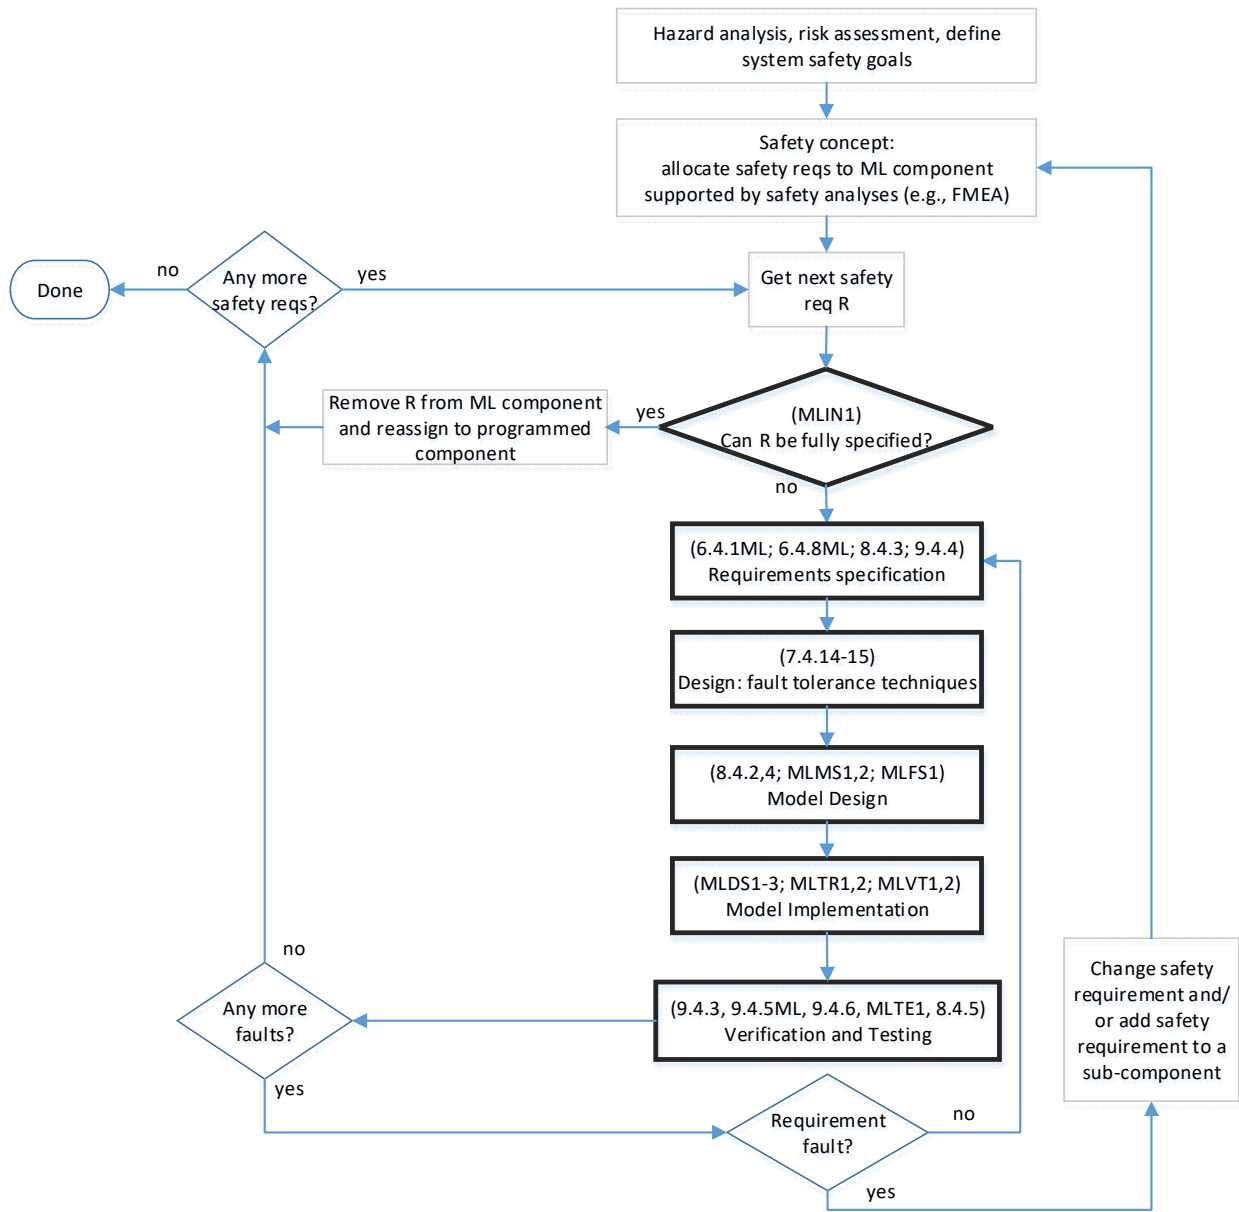 Hazard analysis, risk assessment, define
system safety goals
Safety concept:
allocate safety reqs to ML component
supported by safety analyses (e.g., FMEA)
Done
no
Any more
safety reqs?
yes
Get next safety
req R
Remove R from ML component
and reassign to programmed
component
yes
(MLIN1)
Can R be fully specified?
no
(6.4.1ML; 6.4.8ML; 8.4.3; 9.4.4)
Requirements specification
(7.4.14-15)
Design: fault tolerance techniques
(8.4.2,4; MLMS1,2; MLFS1)
Model Design
(MLDS1-3; MLTR1,2; MLVT1,2)
Model Implementation
no
Any more
faults?
yes
(9.4.3, 9.4.5ML, 9.4.6, MLTE1, 8.4.5)
Verification and Testing
Change safety
requirement and/
or add safety
requirement to a
sub-component
Requirement
fault?
no
yes